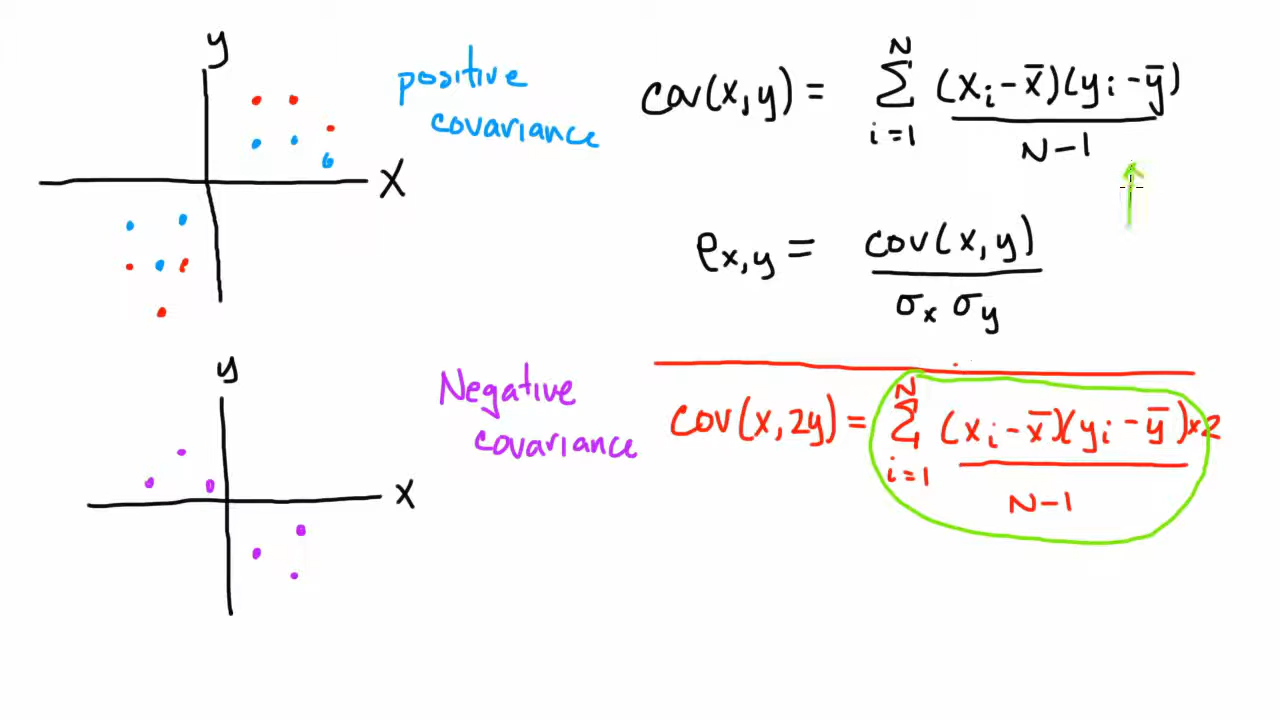 y
positive
covariance
x
cov(x,y) = N Σ i=1 (xᵢ-x̄)(yᵢ-ȳ) / N-1
ρx,y = cov(x,y) / σx σy
y
Negative
covariance
x
cov(x,2y) = N Σ i=1 (xᵢ-x̄)(yᵢ-ȳ)×2 / N-1